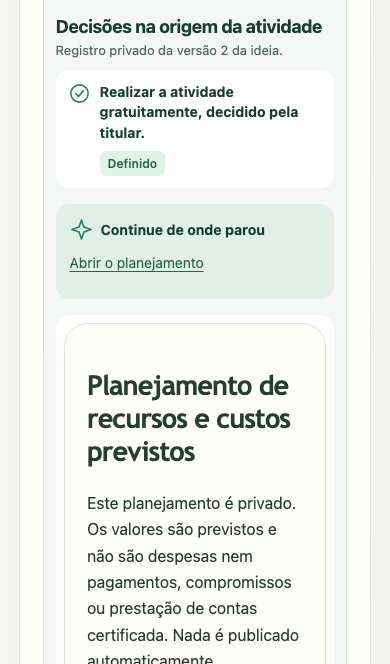 Decisões na origem da atividade
Registro privado da versão 2 da ideia.
Realizar a atividade
gratuitamente, decidido pela
titular.
Definido
Continue de onde parou
Abrir o planejamento
Planejamento de
recursos e custos
previstos
Este planejamento é privado.
Os valores são previstos e
não são despesas nem
pagamentos, compromissos
ou prestação de contas
certificada. Nada é publicado
automaticamente